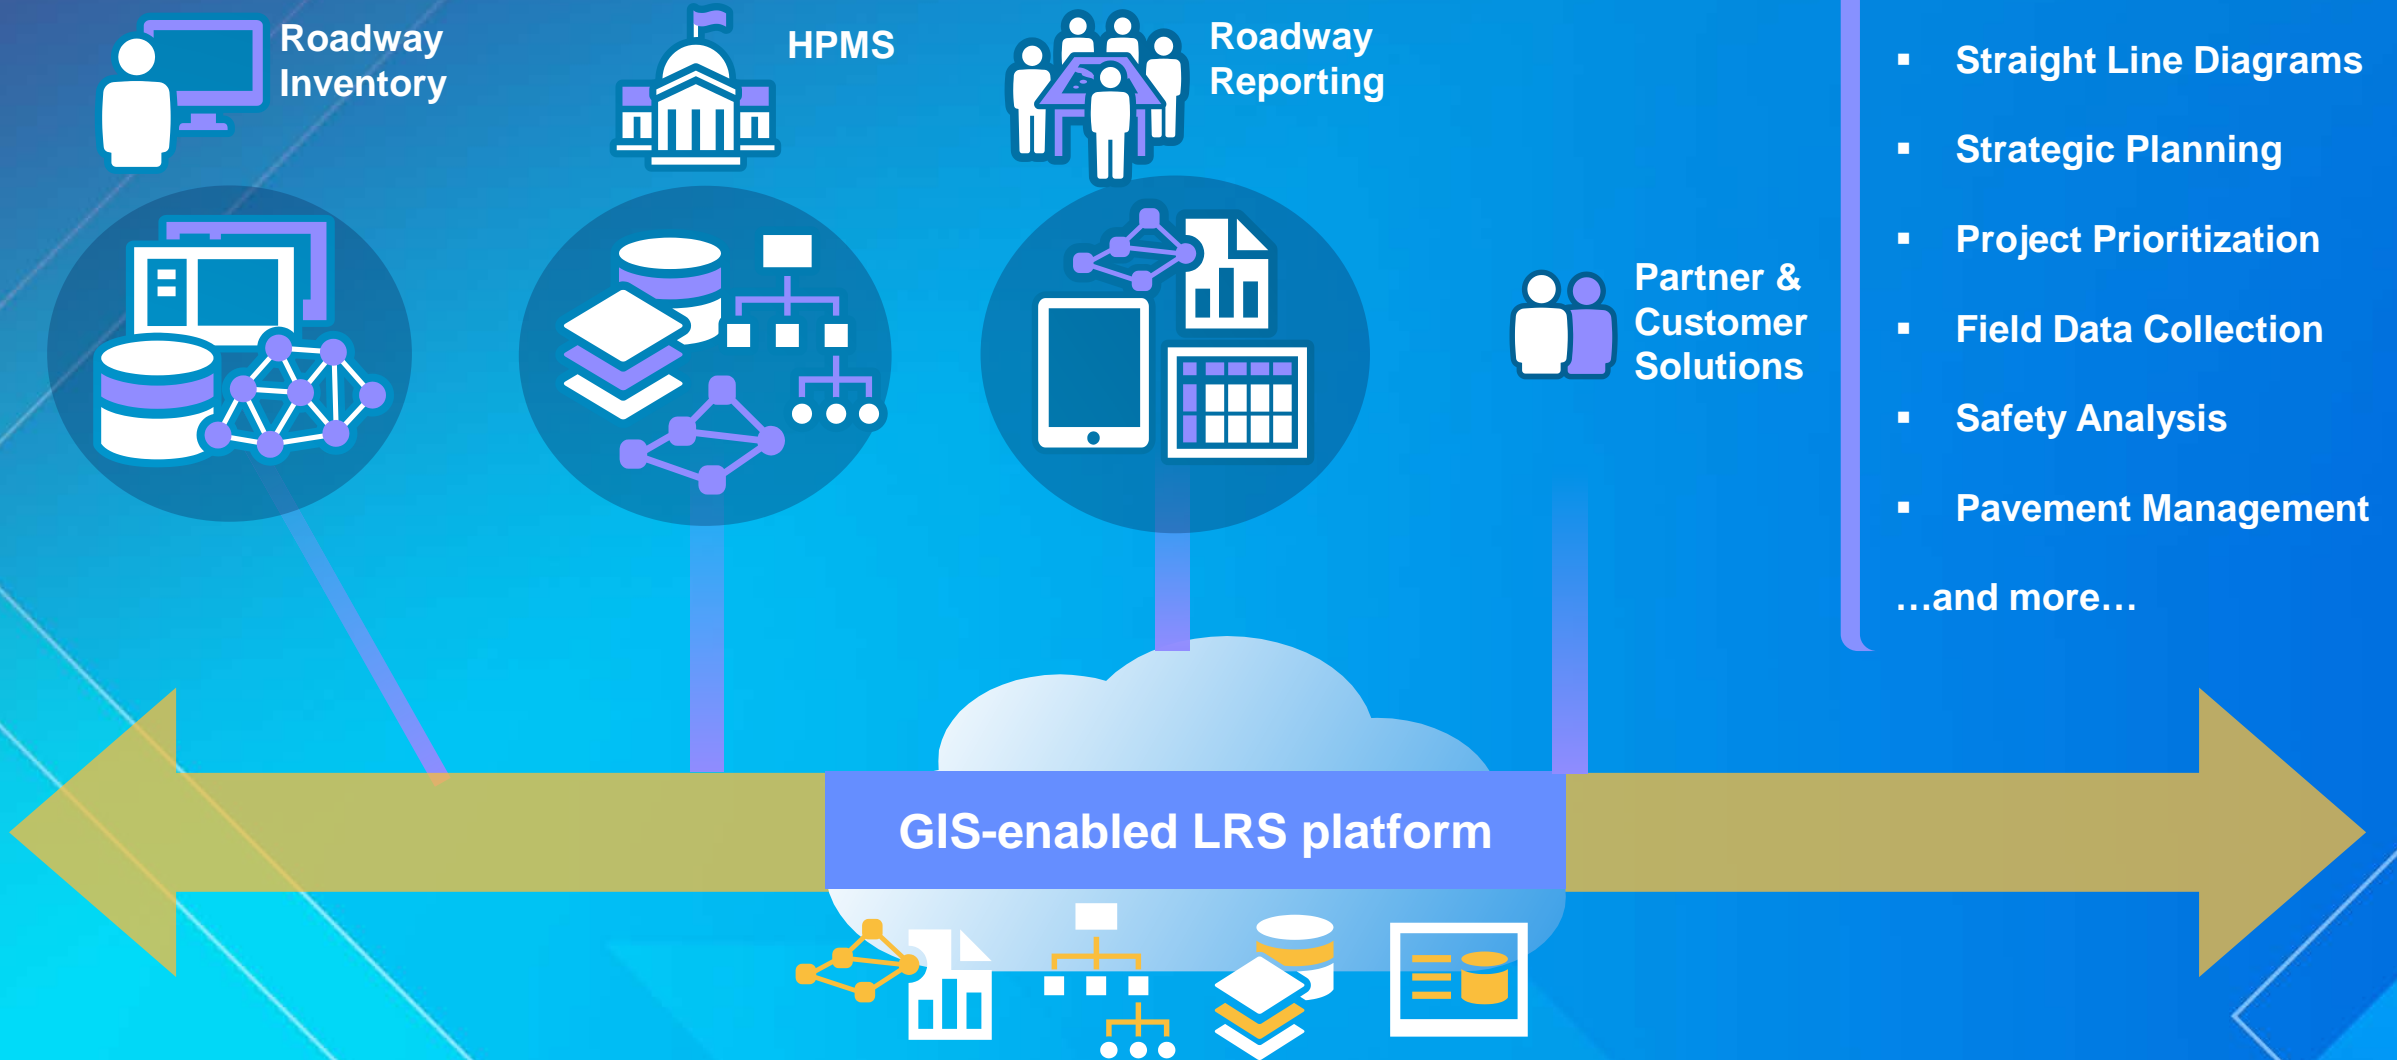 Roadway
Inventory
HPMS
Roadway
Reporting
Partner &
Customer
Solutions
▪ Straight Line Diagrams
▪ Strategic Planning
▪ Project Prioritization
▪ Field Data Collection
▪ Safety Analysis
▪ Pavement Management
…and more…
GIS-enabled LRS platform